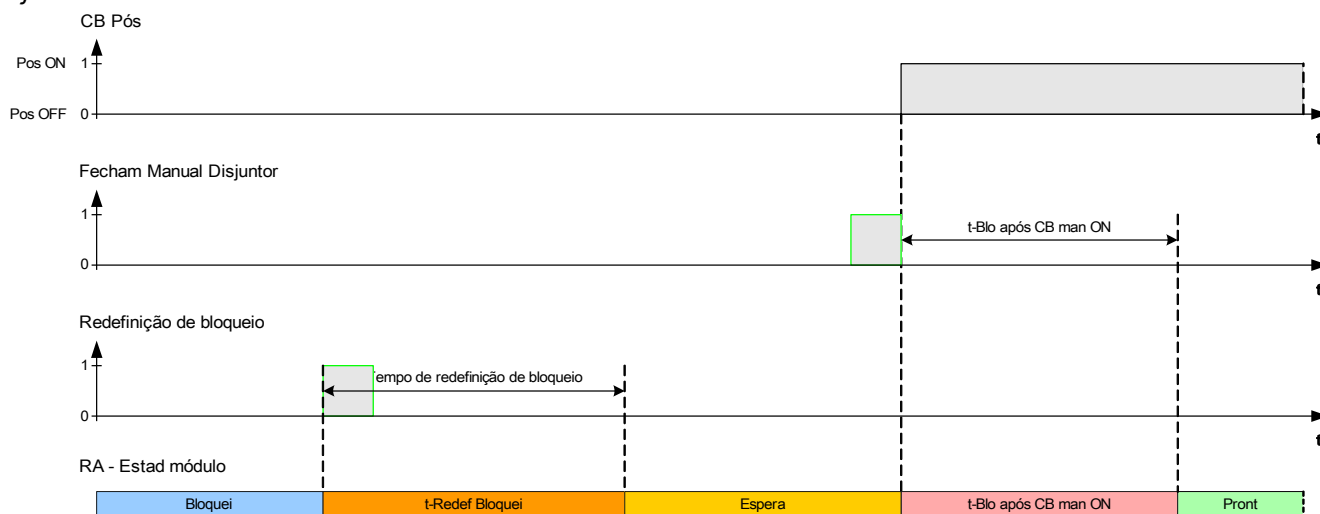 CB Pós
Pos ON 1
Pos OFF 0
t
Fecham Manual Disjuntor
1
t-Blo após CB man ON
0
t
Redefinição de bloqueio
1
empo de redefinição de bloqueio
0
t
RA - Estad módulo
Bloquei t-Redef Bloquei Espera t-Blo após CB man ON Pront